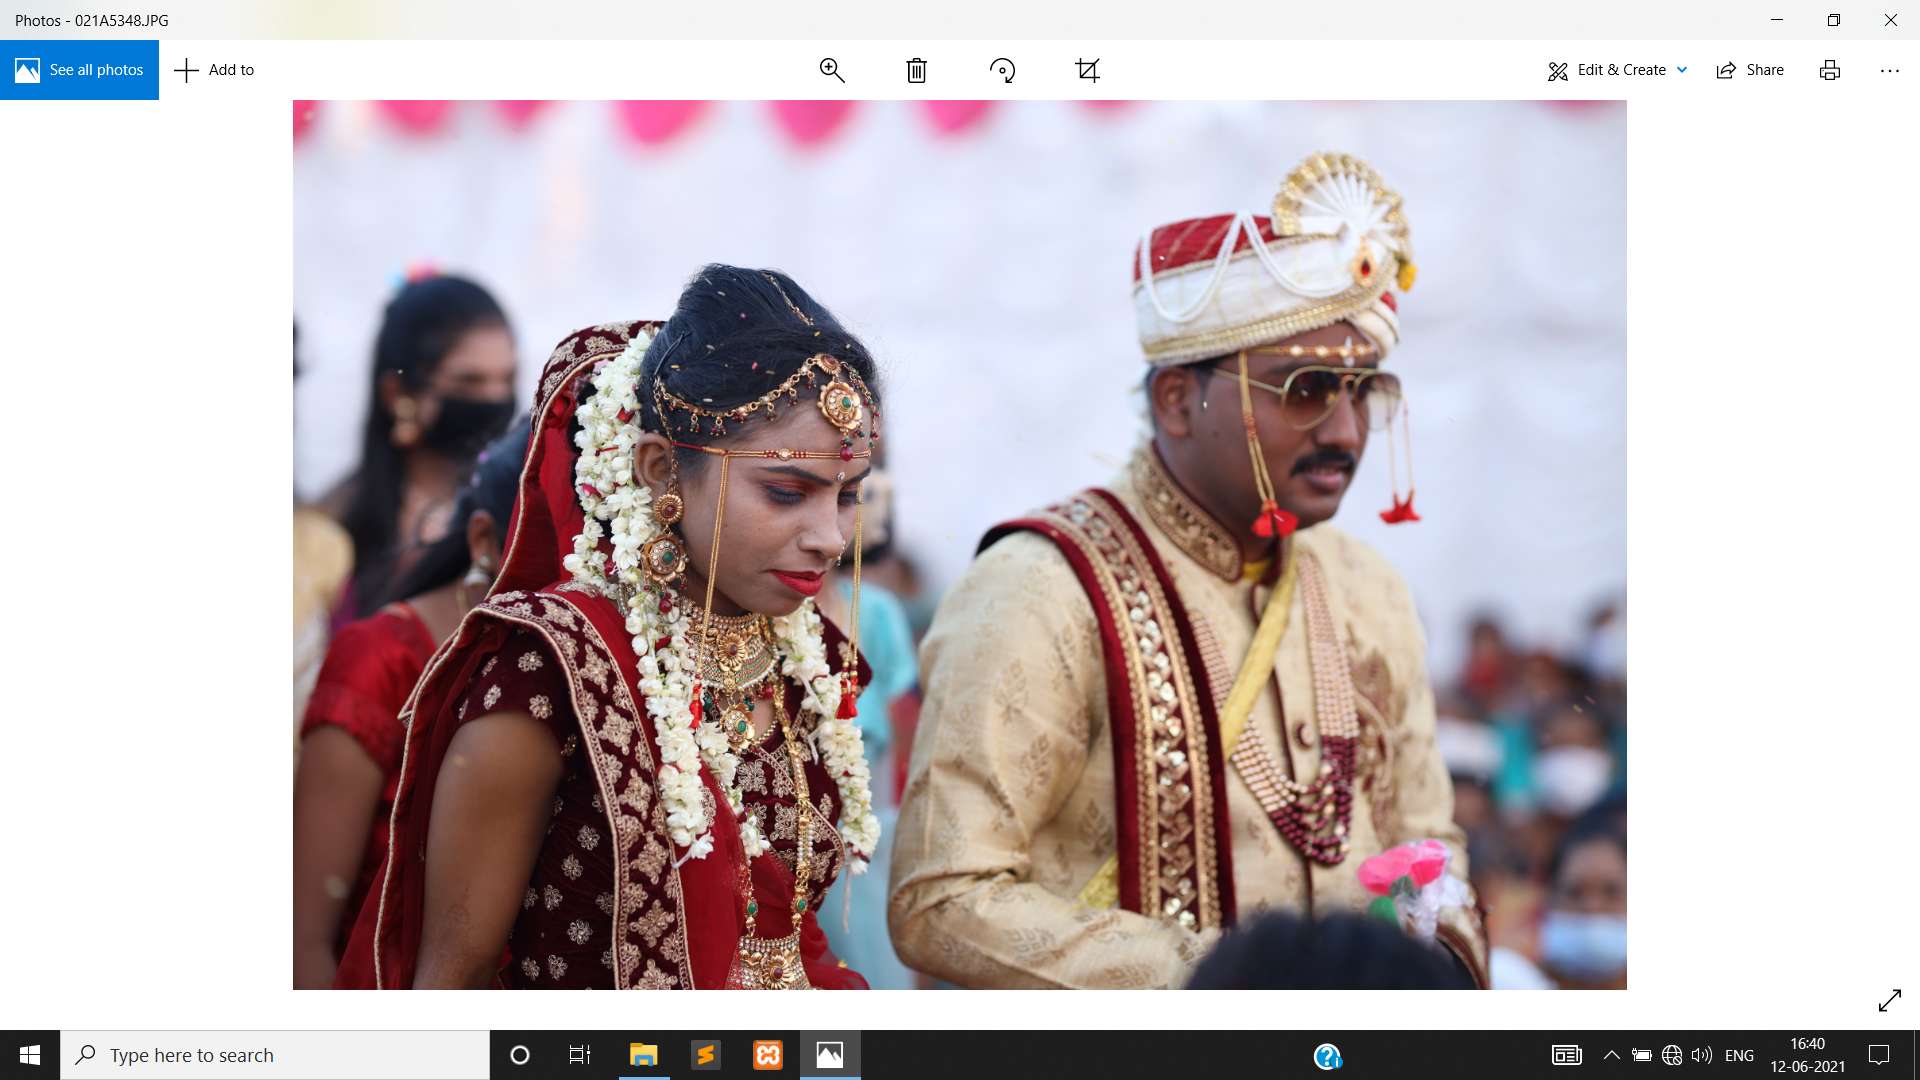 Photos - 021A5348.JPG
See all photos
Add to
Edit & Create
Share
Type here to search
ENG
16:40
12-06-2021